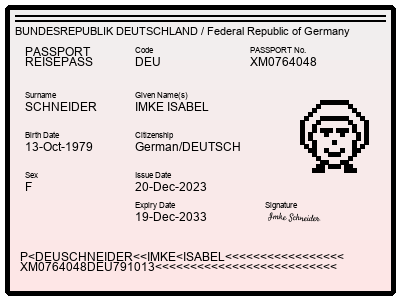 BUNDESREPUBLIK DEUTSCHLAND / Federal Republic of Germany
PASSPORT
REISEPASS
Code
DEU
PASSPORT No.
XM0764048
Surname
SCHNEIDER
Given Name(s)
IMKE ISABEL
Birth Date
13-Oct-1979
Citizenship
German/DEUTSCH
Sex
F
Issue Date
20-Dec-2023
Expiry Date
19-Dec-2033
Signature
Imke Schneider
P<DEUSCHNEIDER<<IMKE<ISABEL<<<<<<<<<<<<<<<<<
XM0764048DEU791013<<<<<<<<<<<<<<<<<<<<<<<<<<